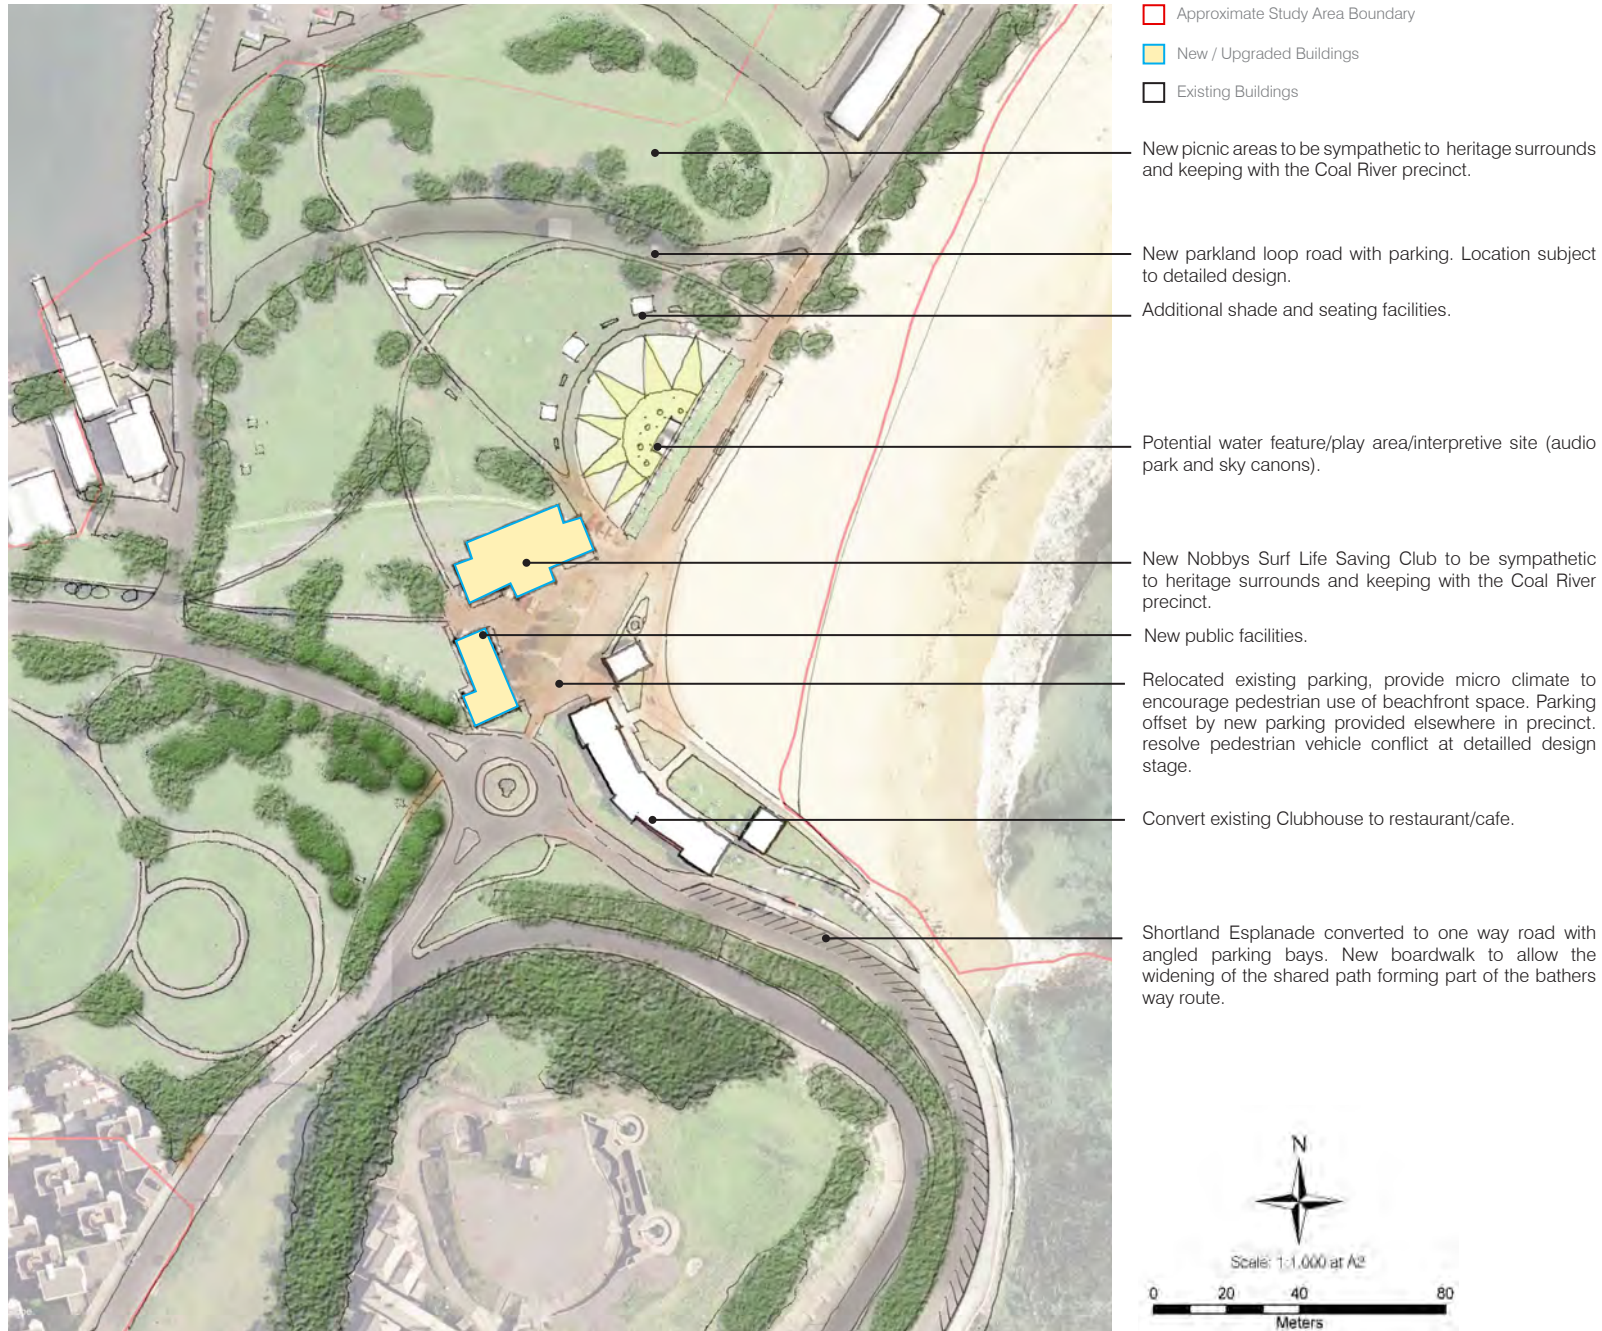 Approximate Study Area Boundary
New / Upgraded Buildings
Existing Buildings
New picnic areas to be sympathetic to heritage surrounds
and keeping with the Coal River precinct.
New parkland loop road with parking. Location subject
to detailed design.
Additional shade and seating facilities.
Potential water feature/play area/interpretive site (audio
park and sky canons).
New Nobbys Surf Life Saving Club to be sympathetic
to heritage surrounds and keeping with the Coal River
precinct.
New public facilities.
Relocated existing parking, provide micro climate to
encourage pedestrian use of beachfront space. Parking
offset by new parking provided elsewhere in precinct.
resolve pedestrian vehicle conflict at detailled design
stage.
Convert existing Clubhouse to restaurant/cafe.
Shortland Esplanade converted to one way road with
angled parking bays. New boardwalk to allow the
widening of the shared path forming part of the bathers
way route.
N
Scale: 1:1,000 at A3
0 20 40 80
Meters